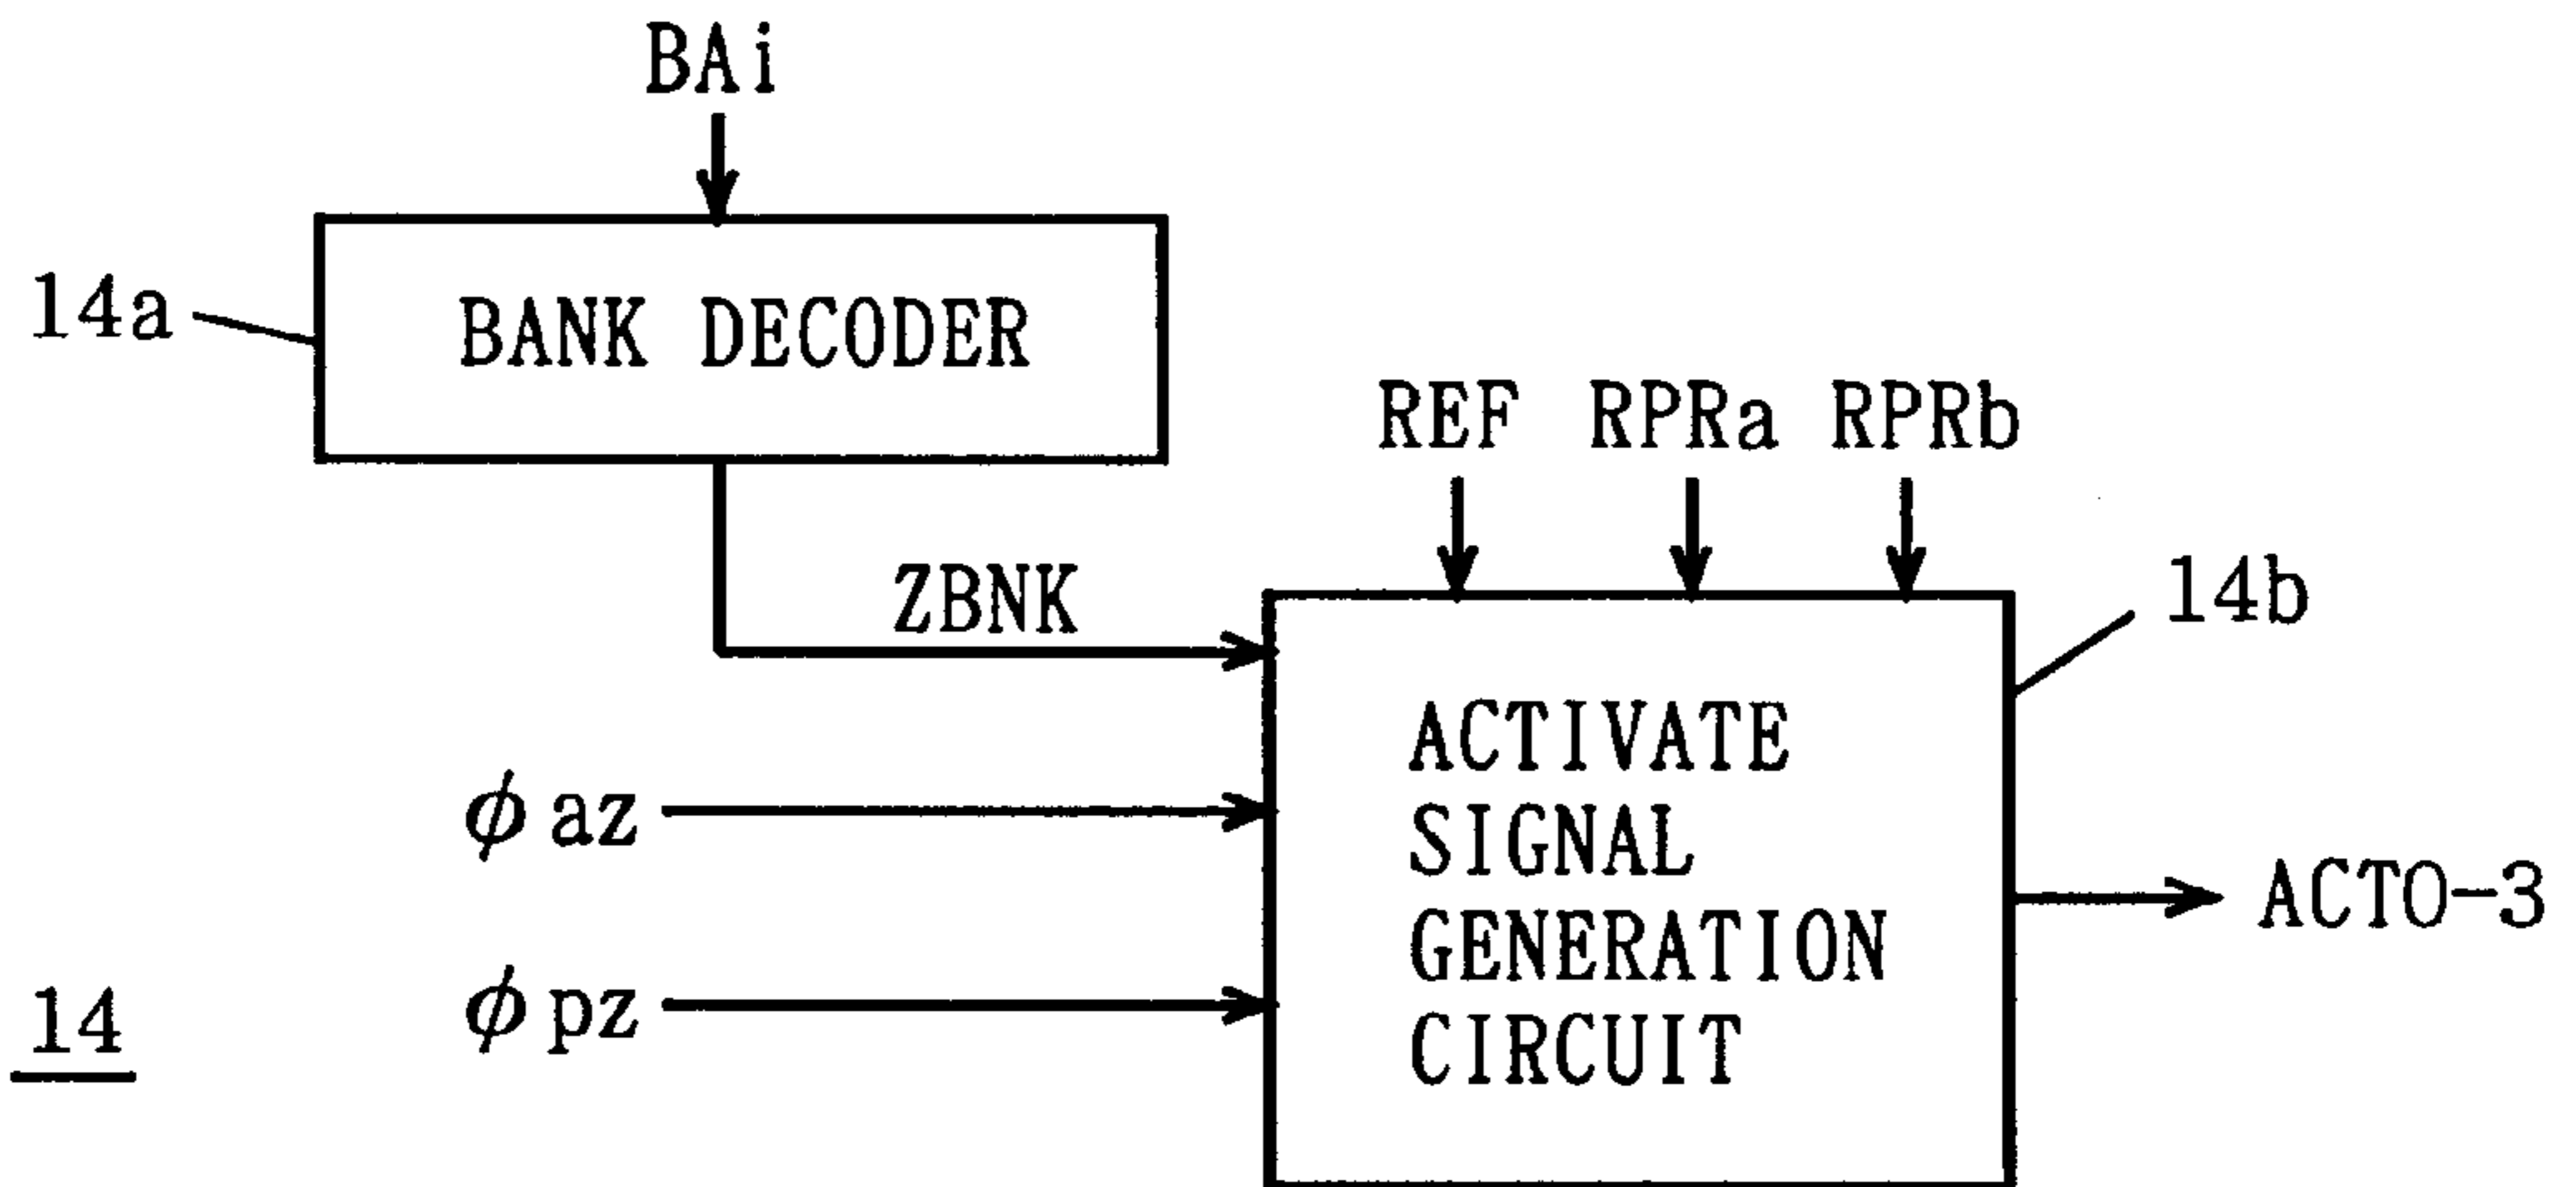 BAi
14a
BANK DECODER
REF RPRa RPRb
ZBNK
14b
ACTIVATE
SIGNAL
GENERATION
CIRCUIT
φaz
φpz
ACT0-3
14